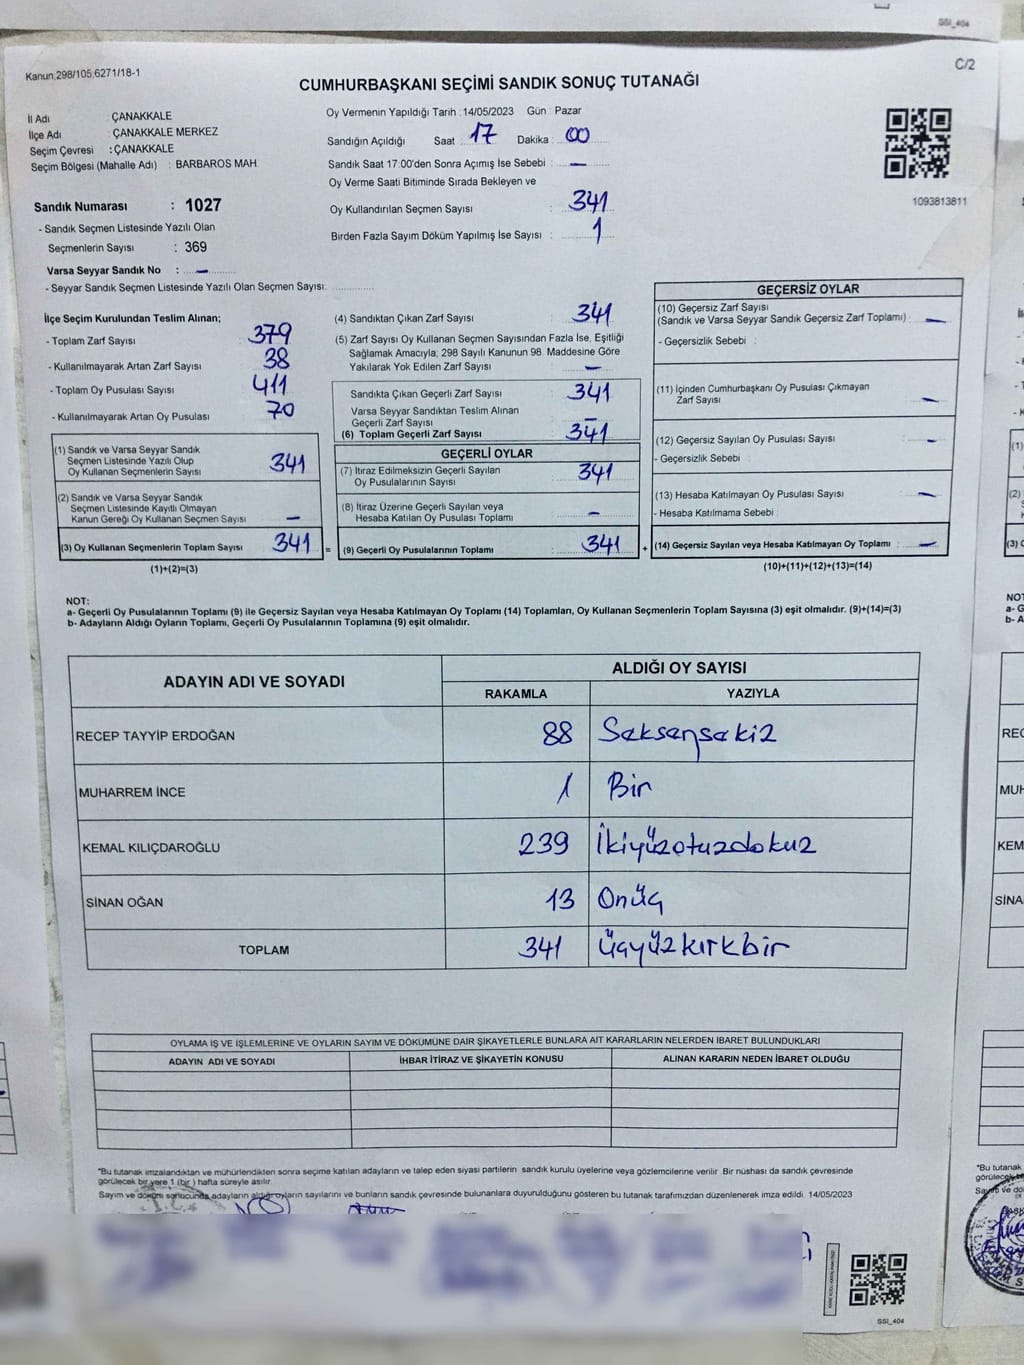 SSI_404
Kanun:298/105;6271/18-1
C/2
CUMHURBAŞKANI SEÇİMİ SANDIK SONUÇ TUTANAĞI
İl Adı : ÇANAKKALE
İlçe Adı : ÇANAKKALE MERKEZ
Seçim Çevresi : ÇANAKKALE
Seçim Bölgesi (Mahalle Adı) : BARBAROS MAH
Sandık Numarası : 1027
- Sandık Seçmen Listesinde Yazılı Olan
Seçmenlerin Sayısı : 369
Varsa Seyyar Sandık No : -
- Seyyar Sandık Seçmen Listesinde Yazılı Olan Seçmen Sayısı:
Oy Vermenin Yapıldığı Tarih : 14/05/2023 Gün : Pazar
Sandığın Açıldığı Saat 17 Dakika : 00
Sandık Saat 17:00'den Sonra Açımış İse Sebebi : -
Oy Verme Saati Bitiminde Sırada Bekleyen ve
Oy Kullandırılan Seçmen Sayısı : 341
Birden Fazla Sayım Döküm Yapılmış İse Sayısı : 1
1093813811
İlçe Seçim Kurulundan Teslim Alınan;
- Toplam Zarf Sayısı 379
- Kullanılmayarak Artan Zarf Sayısı 38
- Toplam Oy Pusulası Sayısı 411
- Kullanılmayarak Artan Oy Pusulası 70
(1) Sandık ve Varsa Seyyar Sandık
Seçmen Listesinde Yazılı Olup
Oy Kullanan Seçmenlerin Sayısı 341
(2) Sandık ve Varsa Seyyar Sandık
Seçmen Listesinde Kayıtlı Olmayan
Kanun Gereği Oy Kullanan Seçmen Sayısı -
(3) Oy Kullanan Seçmenlerin Toplam Sayısı 341 =
(1)+(2)=(3)
(4) Sandıktan Çıkan Zarf Sayısı : 341
(5) Zarf Sayısı Oy Kullanan Seçmen Sayısından Fazla İse, Eşitliği
Sağlamak Amacıyla; 298 Sayılı Kanunun 98. Maddesine Göre
Yakılarak Yok Edilen Zarf Sayısı -
Sandıkta Çıkan Geçerli Zarf Sayısı : 341
Varsa Seyyar Sandıktan Teslim Alınan
Geçerli Zarf Sayısı : -
(6) Toplam Geçerli Zarf Sayısı : 341
GEÇERLİ OYLAR
(7) İtiraz Edilmeksizin Geçerli Sayılan
Oy Pusulalarının Sayısı : 341
(8) İtiraz Üzerine Geçerli Sayılan veya
Hesaba Katılan Oy Pusulası Toplamı : -
(9) Geçerli Oy Pusulalarının Toplamı : 341 +
GEÇERSİZ OYLAR
(10) Geçersiz Zarf Sayısı
(Sandık ve Varsa Seyyar Sandık Geçersiz Zarf Toplamı) : -
- Geçersizlik Sebebi :
(11) İçinden Cumhurbaşkanı Oy Pusulası Çıkmayan
Zarf Sayısı : -
(12) Geçersiz Sayılan Oy Pusulası Sayısı : -
- Geçersizlik Sebebi :
(13) Hesaba Katılmayan Oy Pusulası Sayısı : -
- Hesaba Katılmama Sebebi :
(14) Geçersiz Sayılan veya Hesaba Katılmayan Oy Toplamı : -
(10)+(11)+(12)+(13)=(14)
NOT:
a- Geçerli Oy Pusulalarının Toplamı (9) ile Geçersiz Sayılan veya Hesaba Katılmayan Oy Toplamı (14) Toplamları, Oy Kullanan Seçmenlerin Toplam Sayısına (3) eşit olmalıdır. (9)+(14)=(3)
b- Adayların Aldığı Oyların Toplamı, Geçerli Oy Pusulalarının Toplamına (9) eşit olmalıdır.
ADAYIN ADI VE SOYADI ALDIĞI OY SAYISI
RAKAMLA YAZIYLA
RECEP TAYYİP ERDOĞAN 88 Seksensekiz
MUHARREM İNCE 1 Bir
KEMAL KILIÇDAROĞLU 239 İkiyüzotuzdokuz
SİNAN OĞAN 13 Onüç
TOPLAM 341 Üçyüzkırkbir
OYLAMA İŞ VE İŞLEMLERİNE VE OYLARIN SAYIM VE DÖKÜMÜNE DAİR ŞİKAYETLERLE BUNLARA AİT KARARLARIN NELERDEN İBARET BULUNDUKLARI
ADAYIN ADI VE SOYADI İHBAR İTİRAZ VE ŞİKAYETİN KONUSU ALINAN KARARIN NEDEN İBARET OLDUĞU
*Bu tutanak imzalandıktan ve mühürlendikten sonra seçime katılan adayların ve talep eden siyasi partilerin sandık kurulu üyelerine veya gözlemcilerine verilir. Bir nüshası da sandık çevresinde
görülecek bir yere 1 (bir) hafta süreyle asılır.
Sayım ve döküm sonucunda adayların aldığı oyların sayılarını ve bunların sandık çevresinde bulunanlara duyurulduğunu gösteren bu tutanak tarafımızdan düzenlenerek imza edildi. 14/05/2023
SSI_404